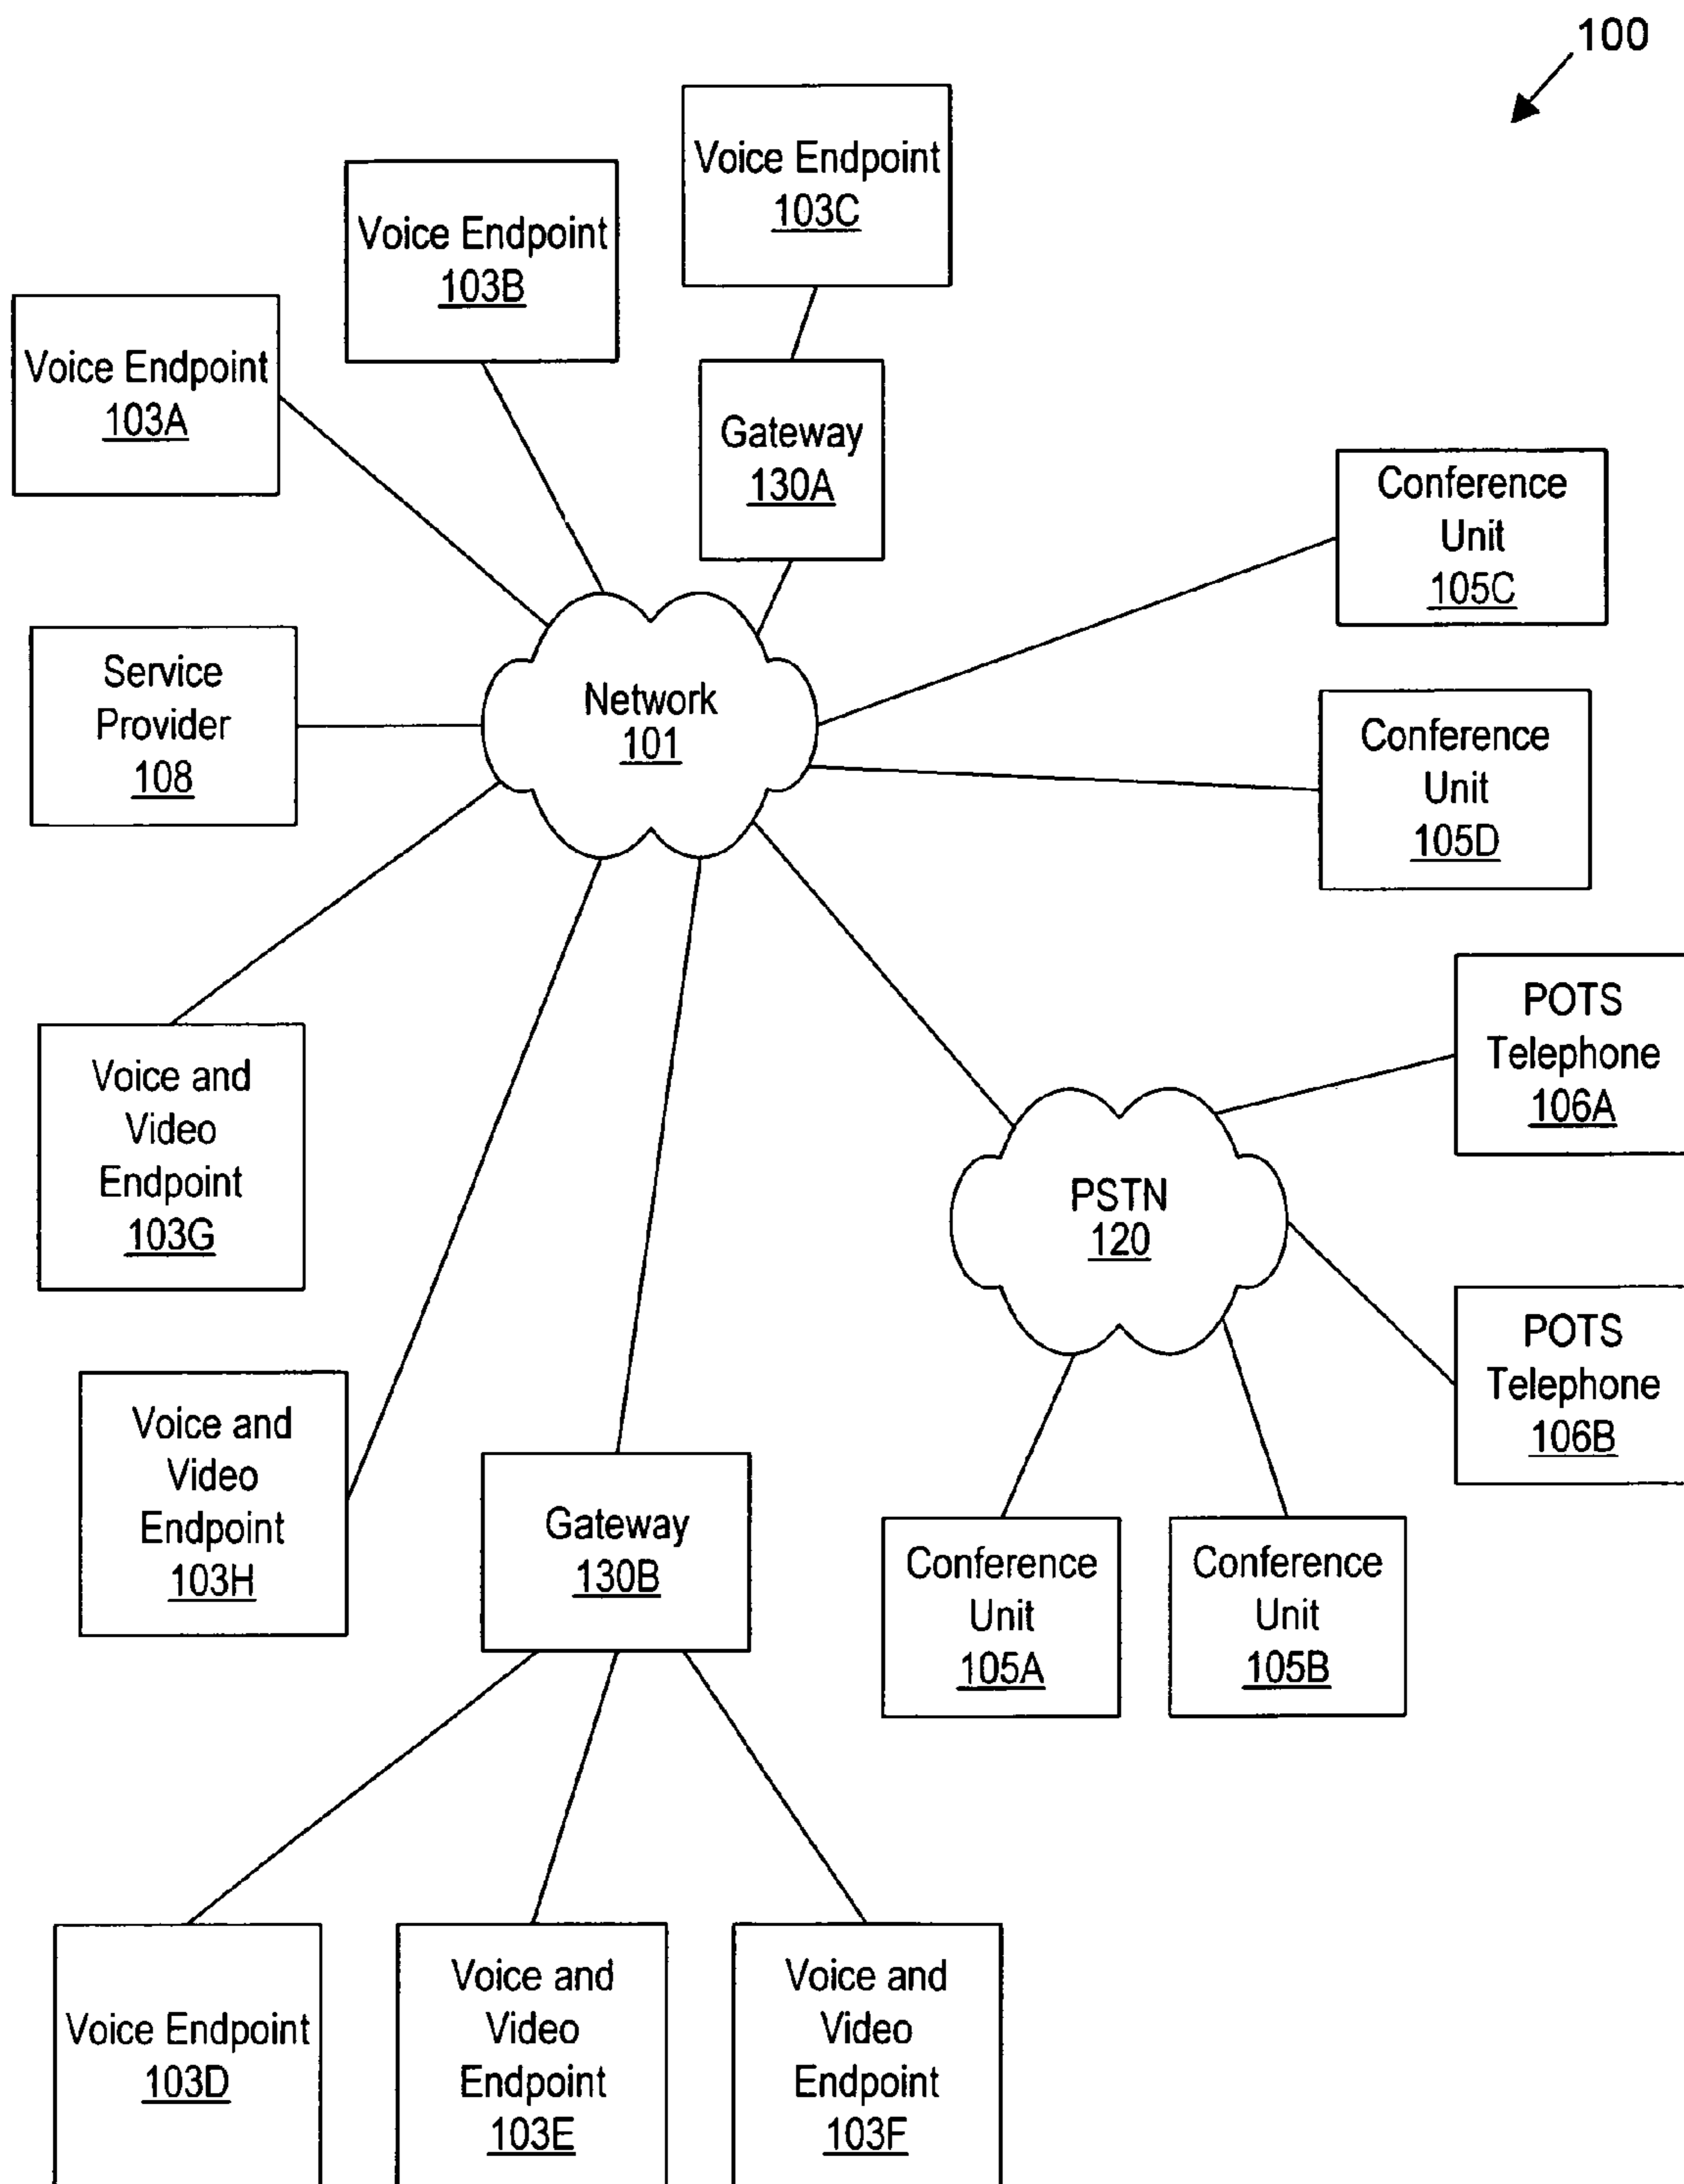 100
Voice Endpoint
103C
Voice Endpoint
103B
Voice Endpoint
103A
Gateway
130A
Conference
Unit
105C
Service
Provider
108
Network
101
Conference
Unit
105D
POTS
Telephone
106A
Voice and
Video
Endpoint
103G
PSTN
120
POTS
Telephone
106B
Voice and
Video
Endpoint
103H
Gateway
130B
Conference
Unit
105A
Conference
Unit
105B
Voice Endpoint
103D
Voice and
Video
Endpoint
103E
Voice and
Video
Endpoint
103F